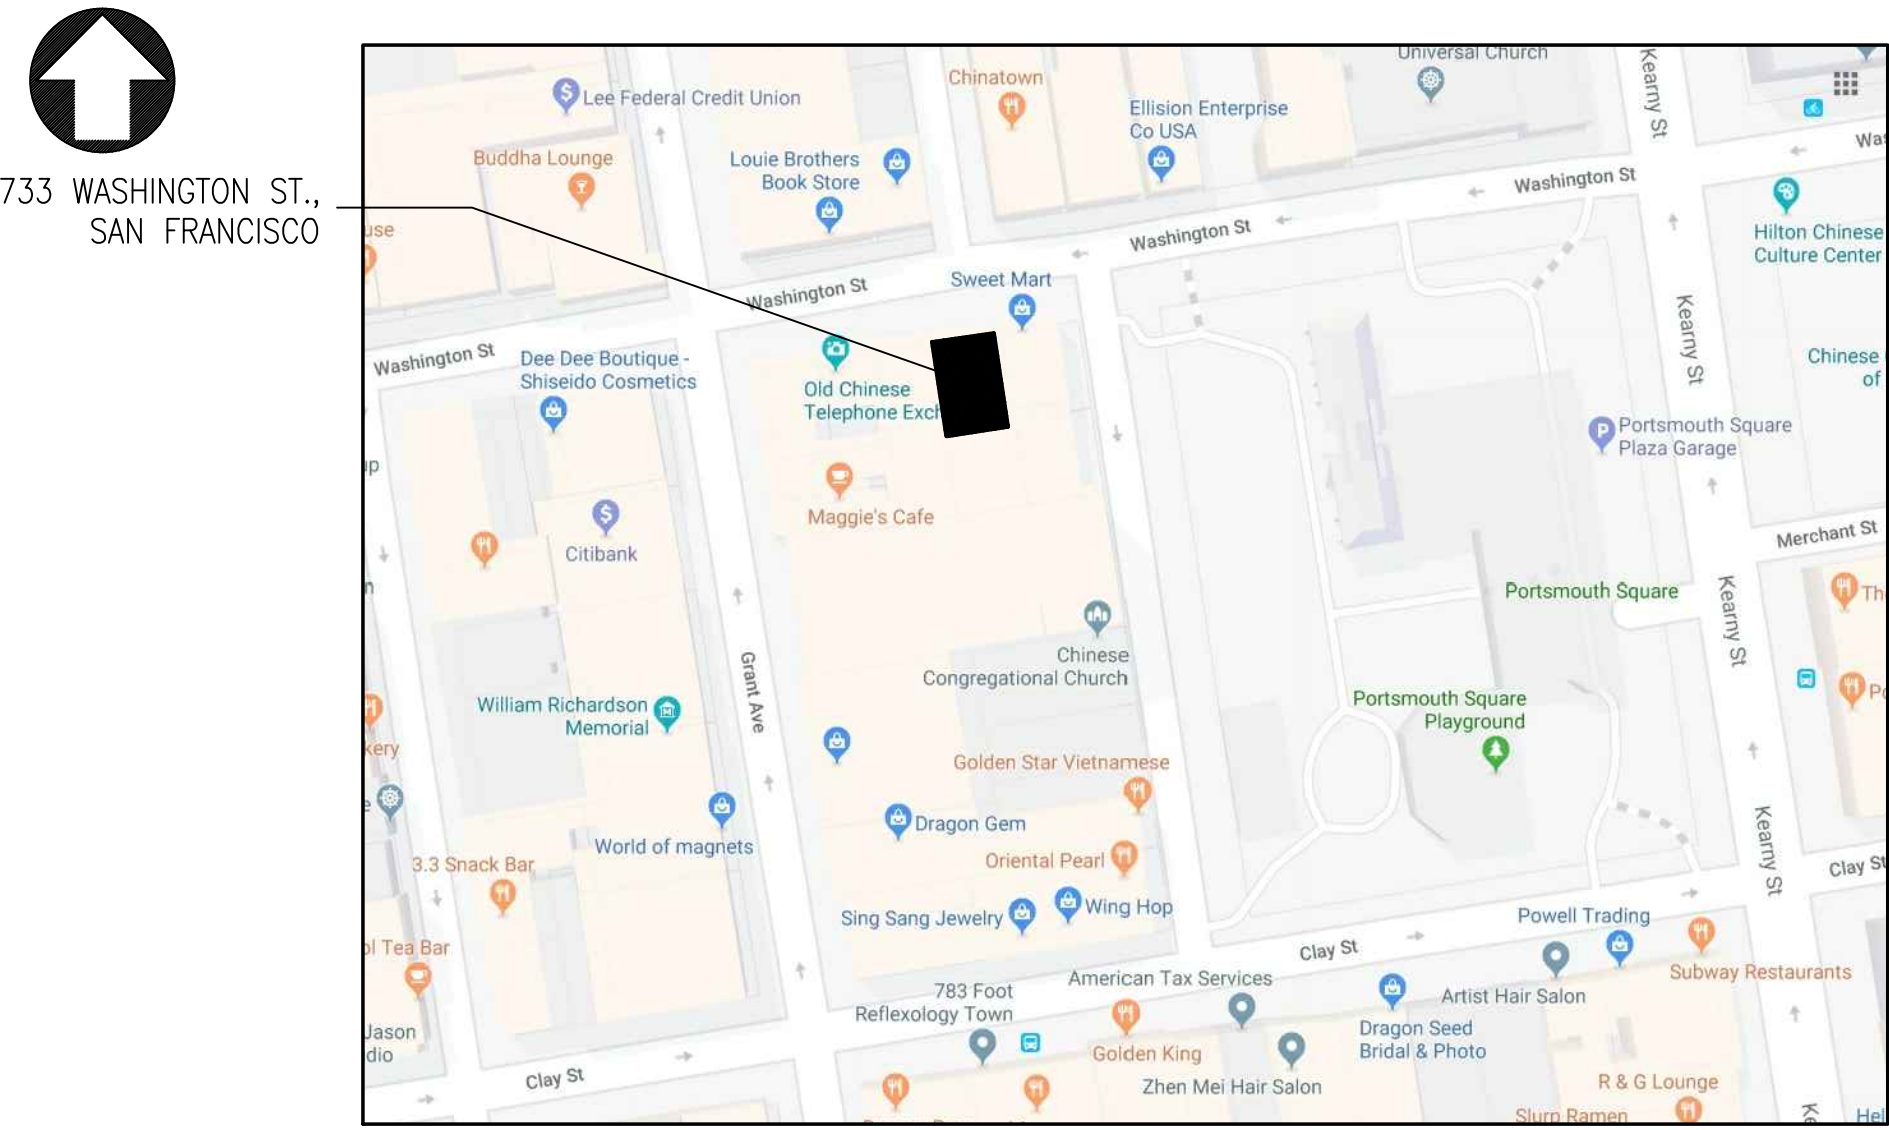 733 WASHINGTON ST.,
SAN FRANCISCO
Universal Church
Kearny St
Chinatown
Lee Federal Credit Union
Ellision Enterprise
Co USA
Buddha Lounge
Louie Brothers
Book Store
Washington St
Washington St
Hilton Chinese
Culture Center
use
Sweet Mart
Washington St
Kearny St
Washington St
Dee Dee Boutique -
Shiseido Cosmetics
Old Chinese
Telephone Exch
Chinese
of
Portsmouth Square
Plaza Garage
Maggie's Cafe
Citibank
Merchant St
Portsmouth Square
Kearny St
Th
Grant Ave
Chinese
Congregational Church
William Richardson
Memorial
Portsmouth Square
Playground
kery
Golden Star Vietnamese
Dragon Gem
World of magnets
Oriental Pearl
3.3 Snack Bar
Kearny St
Clay St
Sing Sang Jewelry
Wing Hop
Powell Trading
ol Tea Bar
Clay St
American Tax Services
Subway Restaurants
783 Foot
Reflexology Town
Artist Hair Salon
Jason
dio
Dragon Seed
Bridal & Photo
Golden King
Clay St
Zhen Mei Hair Salon
R & G Lounge
Slurp Ramen
Hel